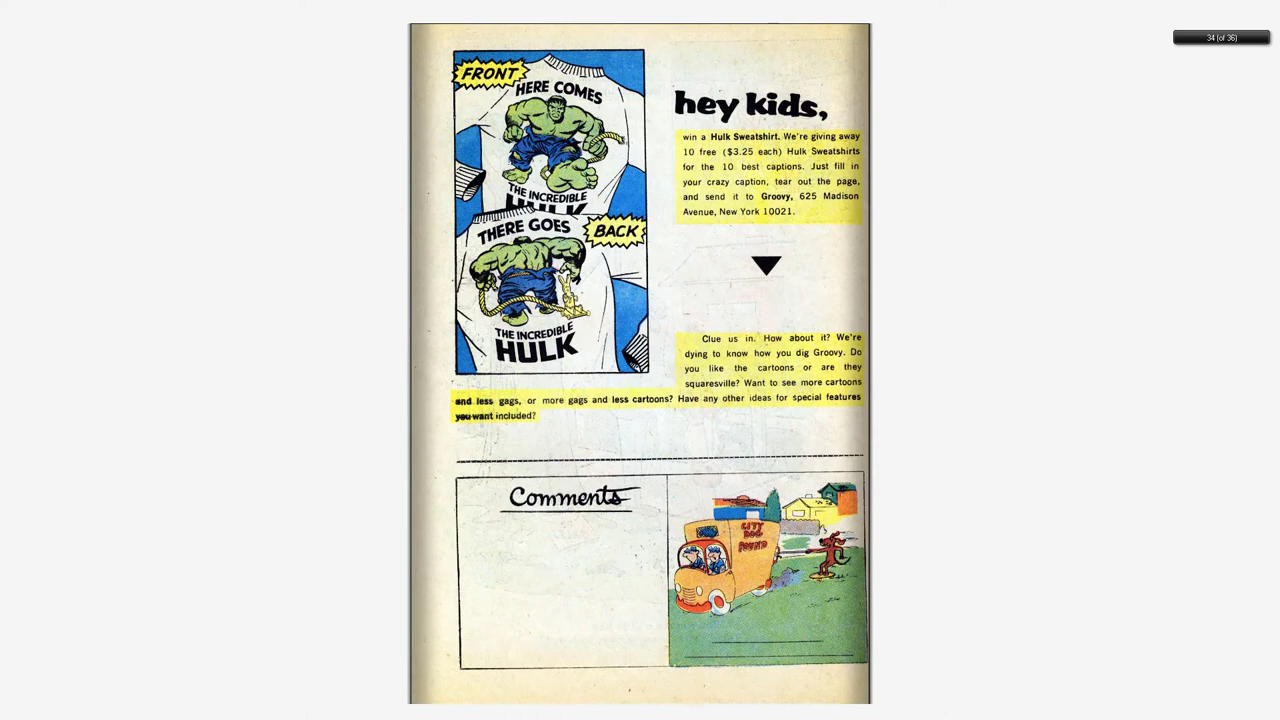 34 (of 36)
FRONT
HERE COMES
THE INCREDIBLE
HULK
THERE GOES
BACK
THE INCREDIBLE
HULK
hey kids,
win a Hulk Sweatshirt. We're giving away
10 free ($3.25 each) Hulk Sweatshirts
for the 10 best captions. Just fill in
your crazy caption, tear out the page,
and send it to Groovy, 625 Madison
Avenue, New York 10021.
Clue us in. How about it? We're
dying to know how you dig Groovy. Do
you like the cartoons or are they
squaresville? Want to see more cartoons
and less gags, or more gags and less cartoons? Have any other ideas for special features
you want included?
Comments
CITY
DOG
POUND